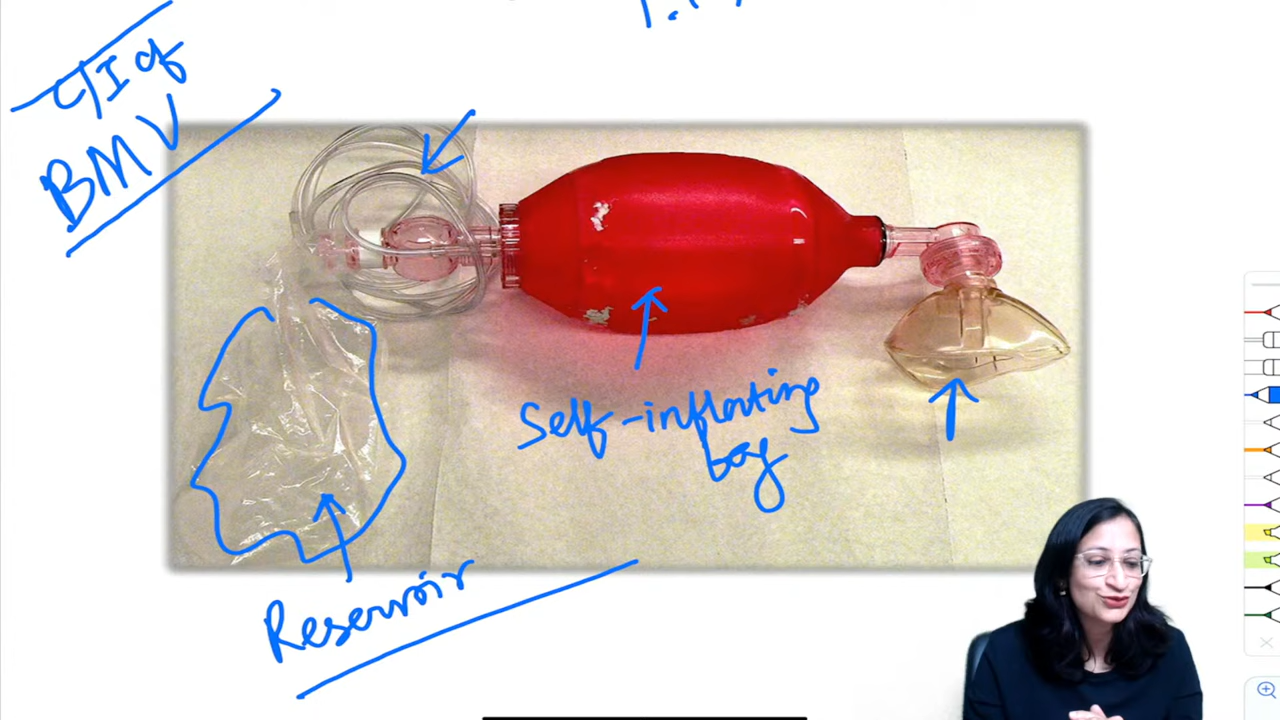 C/I of
BMV
Self-inflating
bag
Reservoir